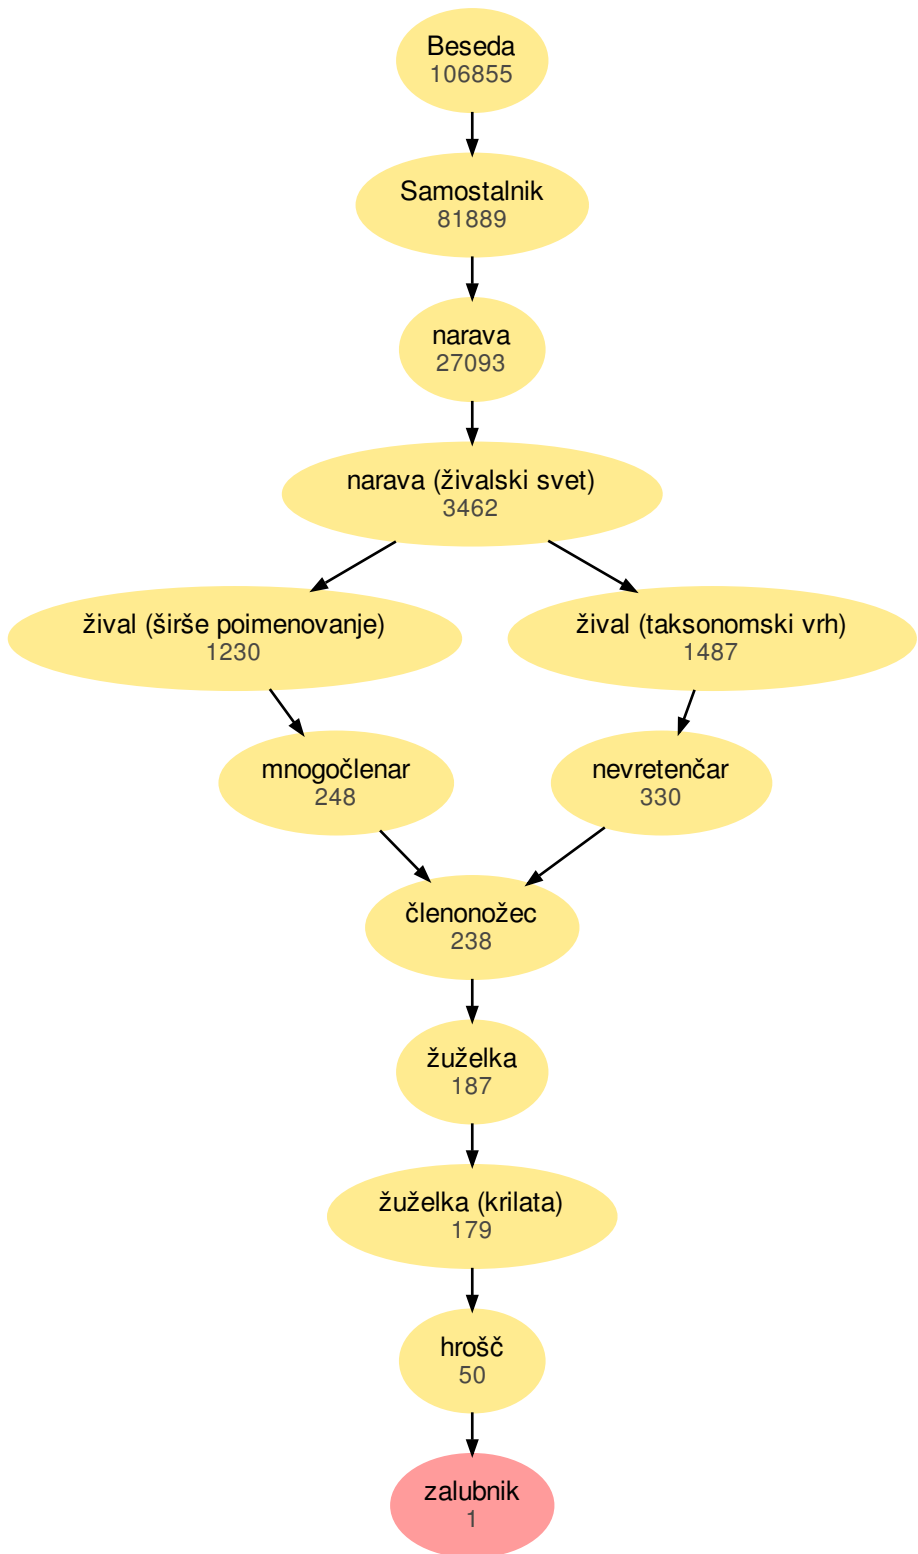 Beseda
106855
Samostalnik
81889
narava
27093
narava (živalski svet)
3462
žival (širše poimenovanje)
1230
žival (taksonomski vrh)
1487
mnogočlenar
248
nevretenčar
330
členonožec
238
žuželka
187
žuželka (krilata)
179
hrošč
50
zalubnik
1